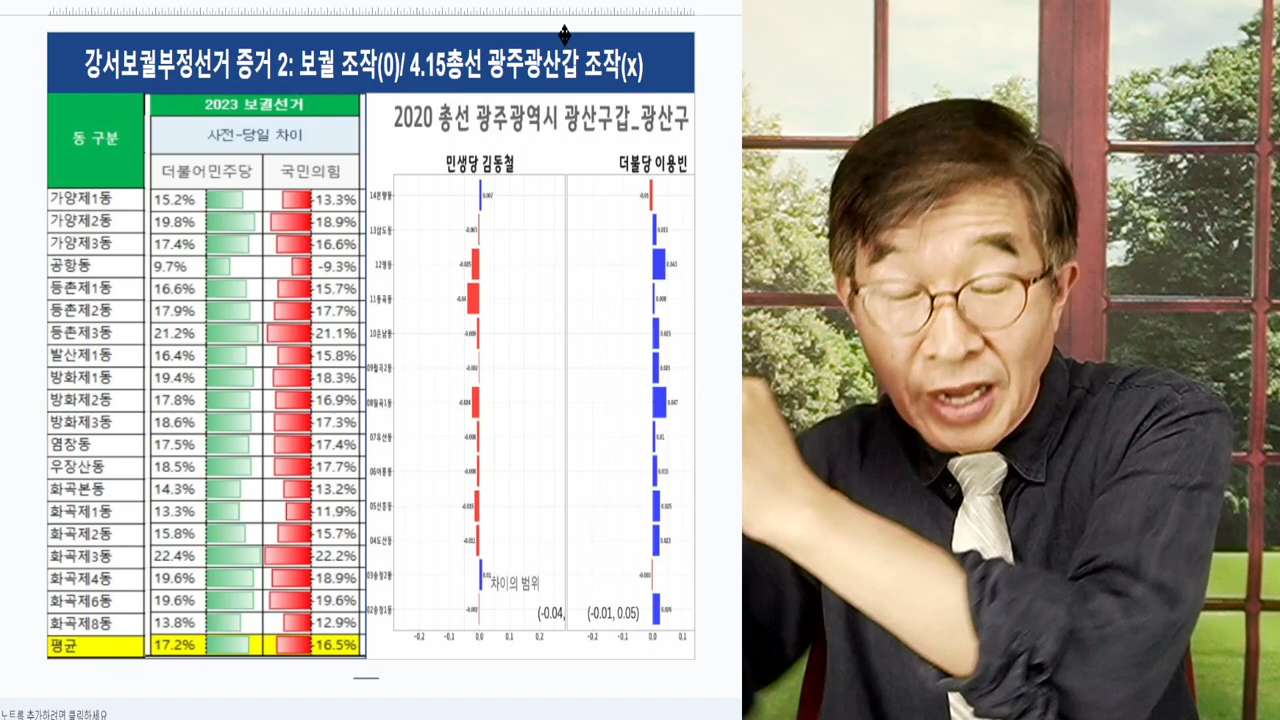 강서보궐부정선거 증거 2: 보궐 조작(0)/ 4.15총선 광주광산갑 조작(x)
동 구분
2023 보궐선거
사전-당일 차이
더불어민주당 국민의힘
가양제1동 15.2% -13.3%
가양제2동 19.8% -18.9%
가양제3동 17.4% -16.6%
공항동 9.7% -9.3%
등촌제1동 16.6% -15.7%
등촌제2동 17.9% -17.7%
등촌제3동 21.2% -21.1%
발산제1동 16.4% -15.8%
방화제1동 19.4% -18.3%
방화제2동 17.8% -16.9%
방화제3동 18.6% -17.3%
염창동 17.5% -17.4%
우장산동 18.5% -17.7%
화곡본동 14.3% -13.2%
화곡제1동 13.3% -11.9%
화곡제2동 15.8% -15.7%
화곡제3동 22.4% -22.2%
화곡제4동 19.6% -18.9%
화곡제6동 19.6% -19.6%
화곡제8동 13.8% -12.9%
평균 17.2% -16.5%
2020 총선 광주광역시 광산구갑_광산구
민생당 김동철 더불당 이용빈
차이의 범위
(-0.04, (-0.01, 0.05)
-0.2 -0.1 0.0 0.1 0.2 -0.2 -0.1 0.0 0.1
노트를 추가하려면 클릭하세요